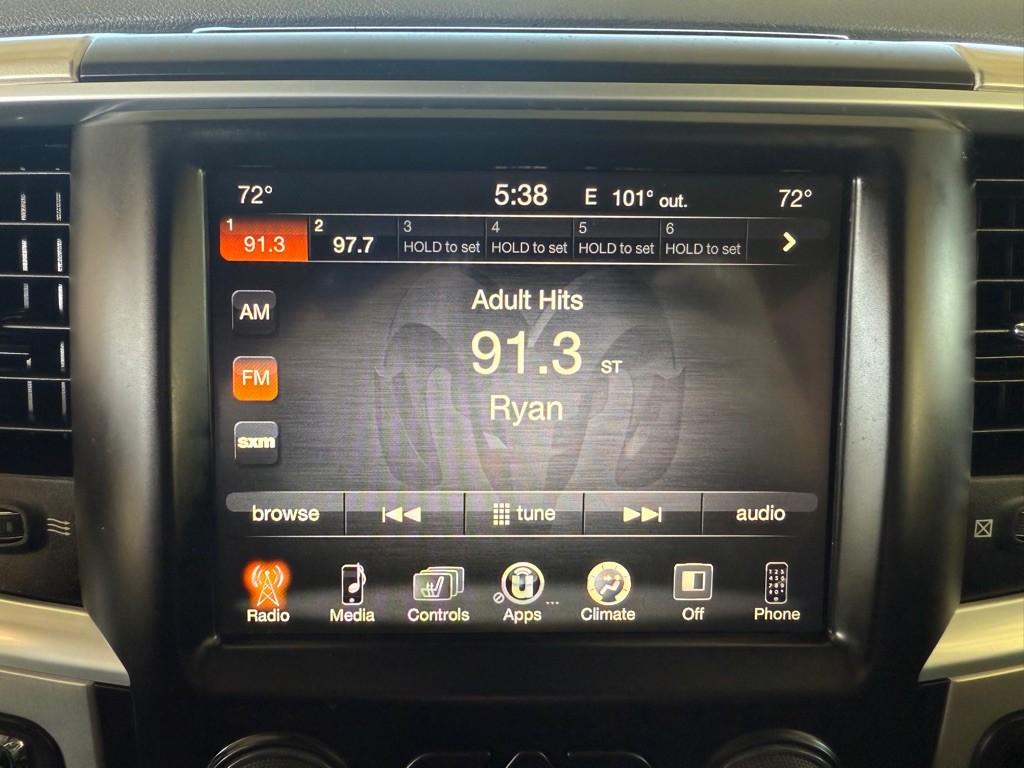 72° 5:38 E 101° out. 72°
1 2 3 4 5 6
91.3 97.7 HOLD to set HOLD to set HOLD to set HOLD to set
AM
Adult Hits
91.3 ST
FM
Ryan
sxm
browse tune audio
Radio Media Controls Apps Climate Off Phone